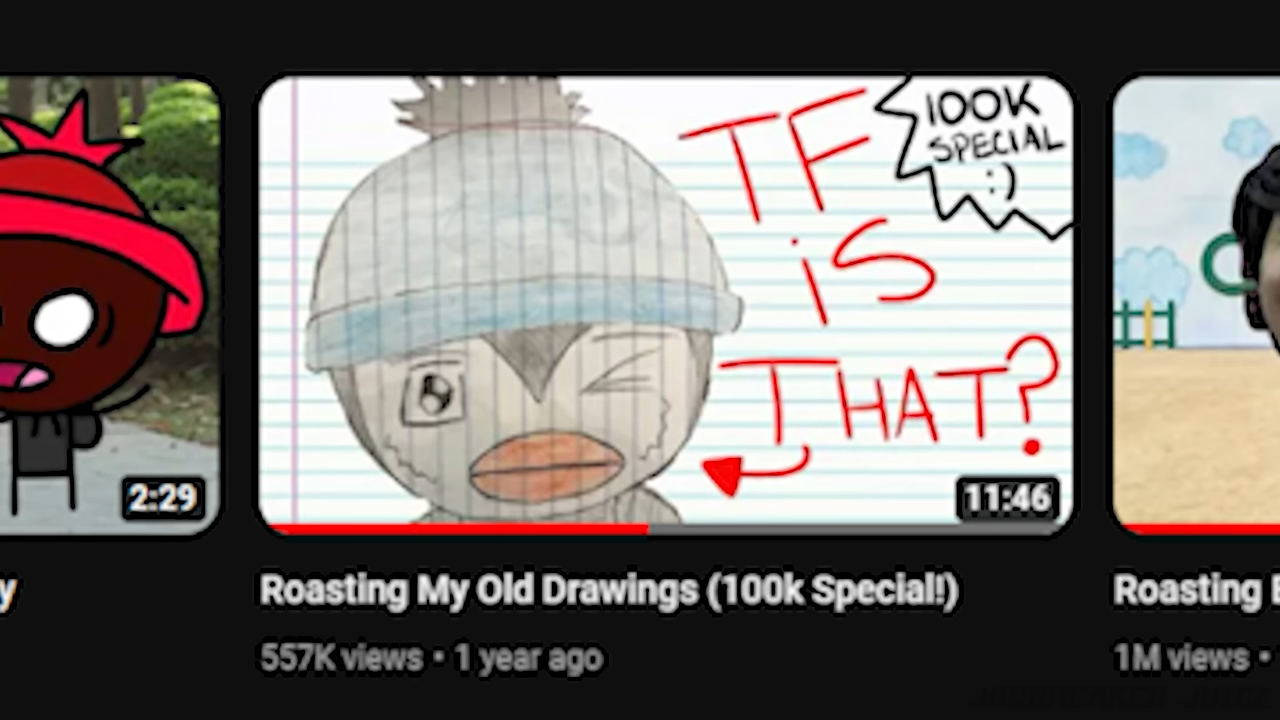 100K
SPECIAL
:)
TF
iS
THAT?
2:29
11:46
y
Roasting My Old Drawings (100k Special!)
Roasting
557K views • 1 year ago
1M views •